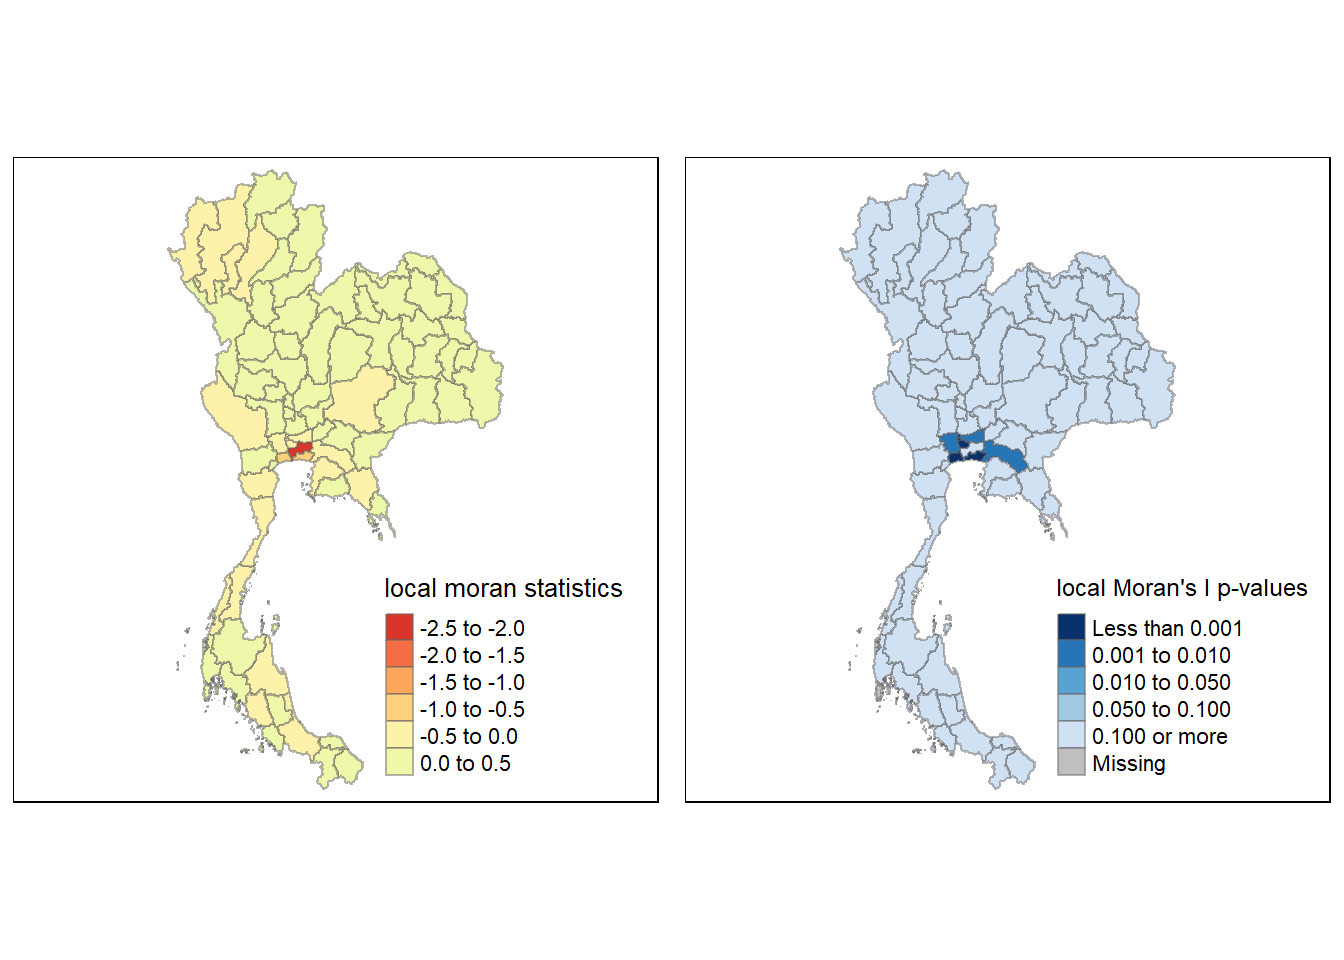 local moran statistics
-2.5 to -2.0
-2.0 to -1.5
-1.5 to -1.0
-1.0 to -0.5
-0.5 to 0.0
0.0 to 0.5
local Moran's I p-values
Less than 0.001
0.001 to 0.010
0.010 to 0.050
0.050 to 0.100
0.100 or more
Missing